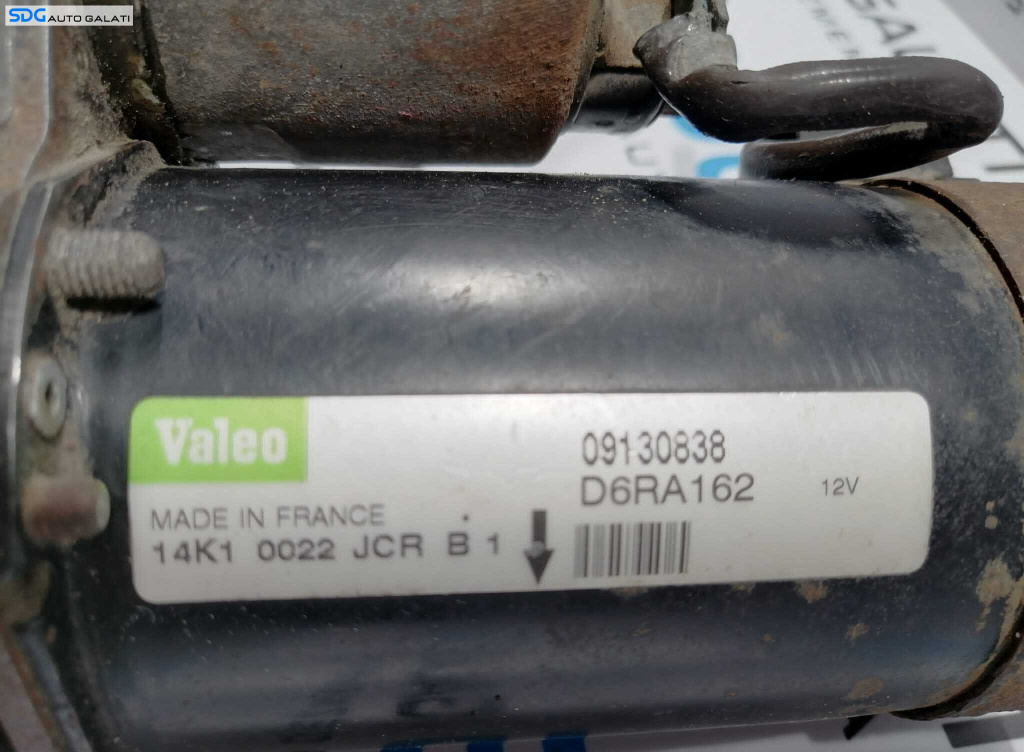 SDG AUTO GALATI
Valeo
09130838
D6RA162
12V
MADE IN FRANCE
14K1 0022 JCR B 1